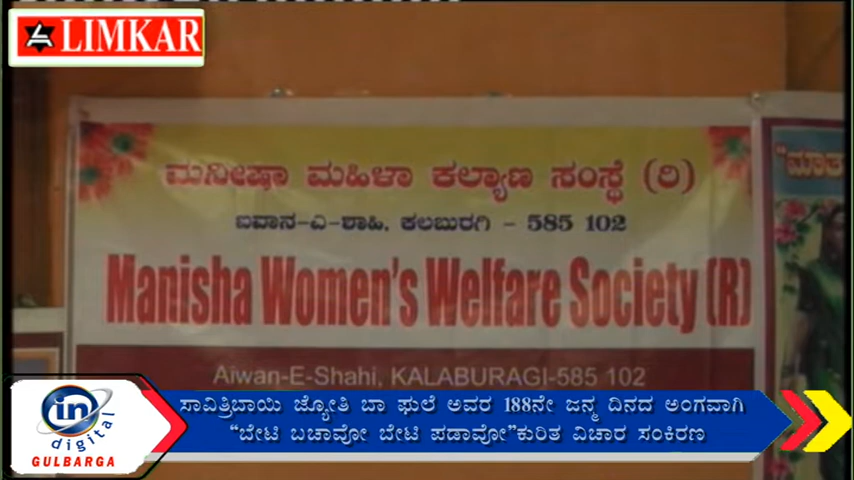 LIMKAR
ಮನೀಷಾ ಮಹಿಳಾ ಕಲ್ಯಾಣ ಸಂಸ್ಥೆ (ರಿ)
ಐವಾನ-ಎ-ಶಾಹಿ, ಕಲಬುರಗಿ - 585 102
Manisha Women's Welfare Society (R)
Aiwan-E-Shahi, KALABURAGI-585 102
in
digital
GULBARGA
ಸಾವಿತ್ರಿಬಾಯಿ ಜ್ಯೋತಿ ಬಾ ಫುಲೆ ಅವರ 188ನೇ ಜನ್ಮ ದಿನದ ಅಂಗವಾಗಿ
“ಬೇಟಿ ಬಚಾವೋ ಬೇಟಿ ಪಡಾವೋ”ಕುರಿತ ವಿಚಾರ ಸಂಕಿರಣ